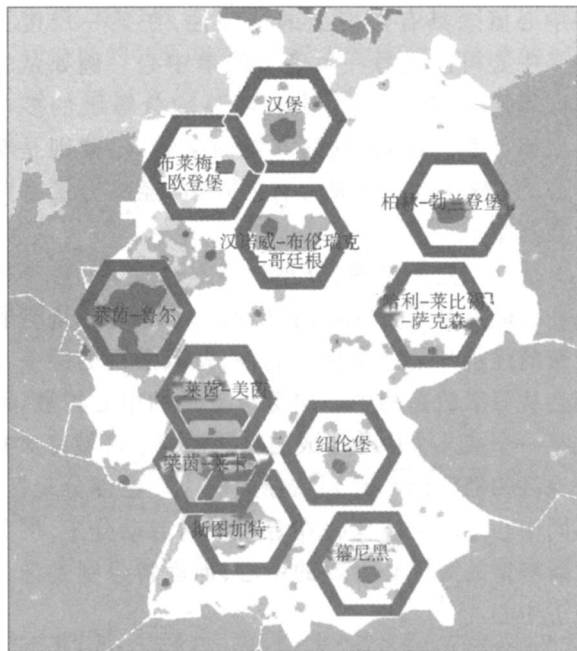 汉堡
布莱梅-
-欧登堡
柏林-勃兰登堡
汉诺威-布伦瑞克
-哥廷根
莱茵-鲁尔
哈利-莱比锡
-萨克森
莱茵-美茵
纽伦堡
莱茵-莱卡
斯图加特
慕尼黑